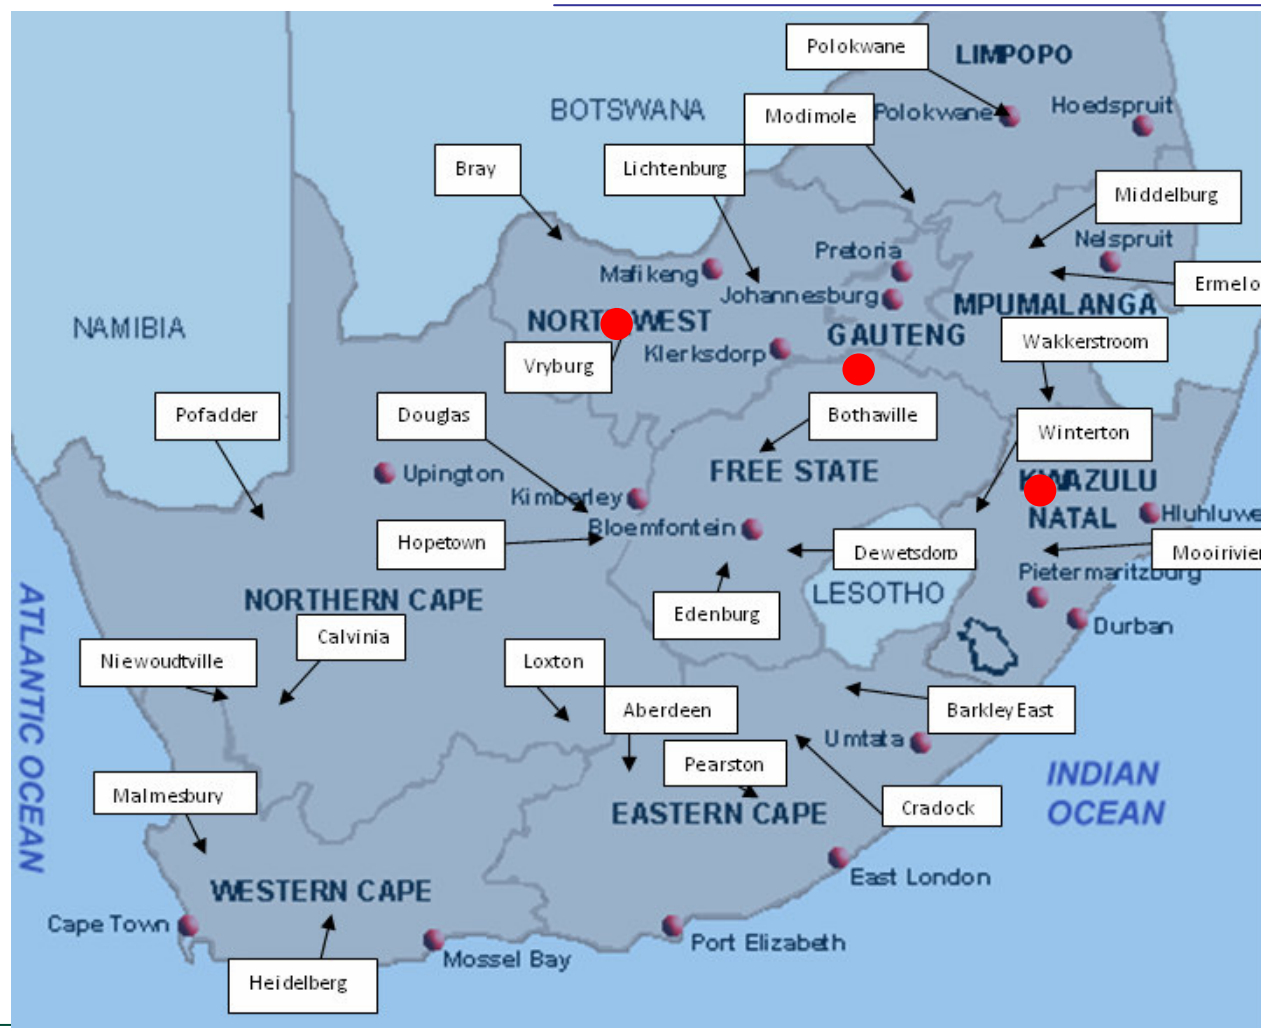 Polokwane
LIMPOPO
BOTSWANA
Modimole
Polokwane
Hoedspruit
Bray
Lichtenburg
Middelburg
Pretoria
Nelspruit
Mafikeng
Johannesburg
Ermelo
MPUMALANGA
NAMIBIA
NORTH WEST
GAUTENG
Wakkerstroom
Klerksdorp
Vryburg
Pofadder
Douglas
Bothaville
Winterton
Upington
FREE STATE
KWAZULU
NATAL
Kimberley
Hluhluwe
Bloemfontein
Hopetown
Dewetsdorp
Mooirivier
Pietermaritzburg
LESOTHO
NORTHERN CAPE
Edenburg
Durban
ATLANTIC OCEAN
Calvinia
Niewoudtville
Loxton
Aberdeen
Barkley East
Umtata
Pearston
INDIAN
OCEAN
Malmesbury
EASTERN CAPE
Cradock
East London
WESTERN CAPE
Cape Town
Port Elizabeth
Mossel Bay
Heidelberg